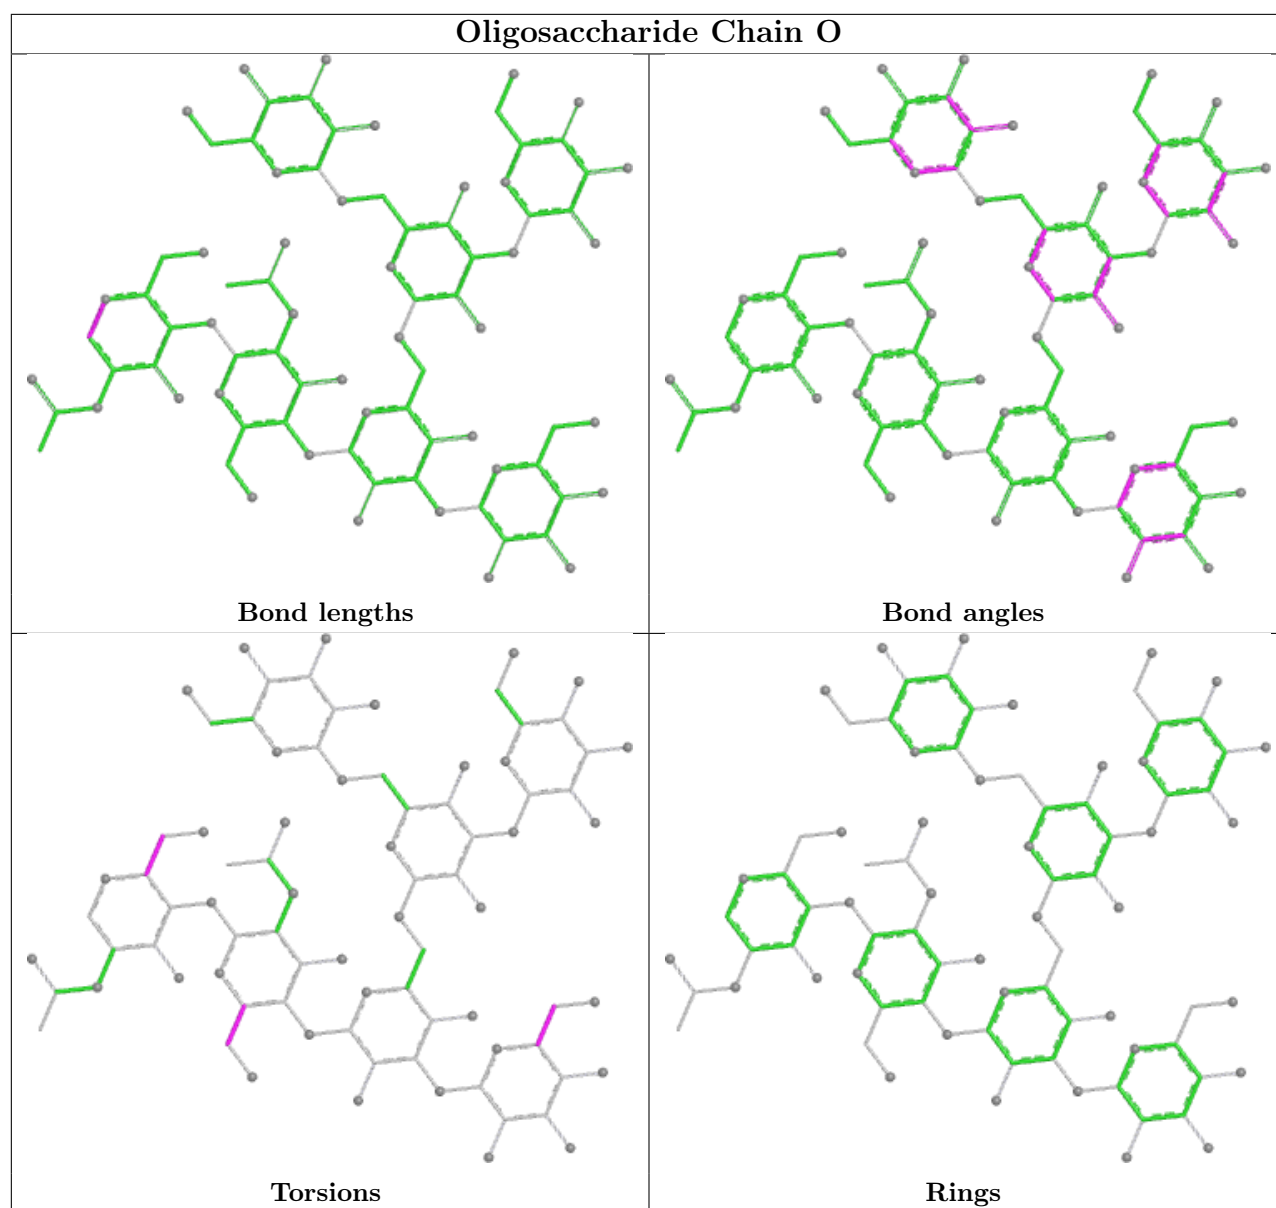 Oligosaccharide Chain O
Bond lengths
Bond angles
Torsions
Rings